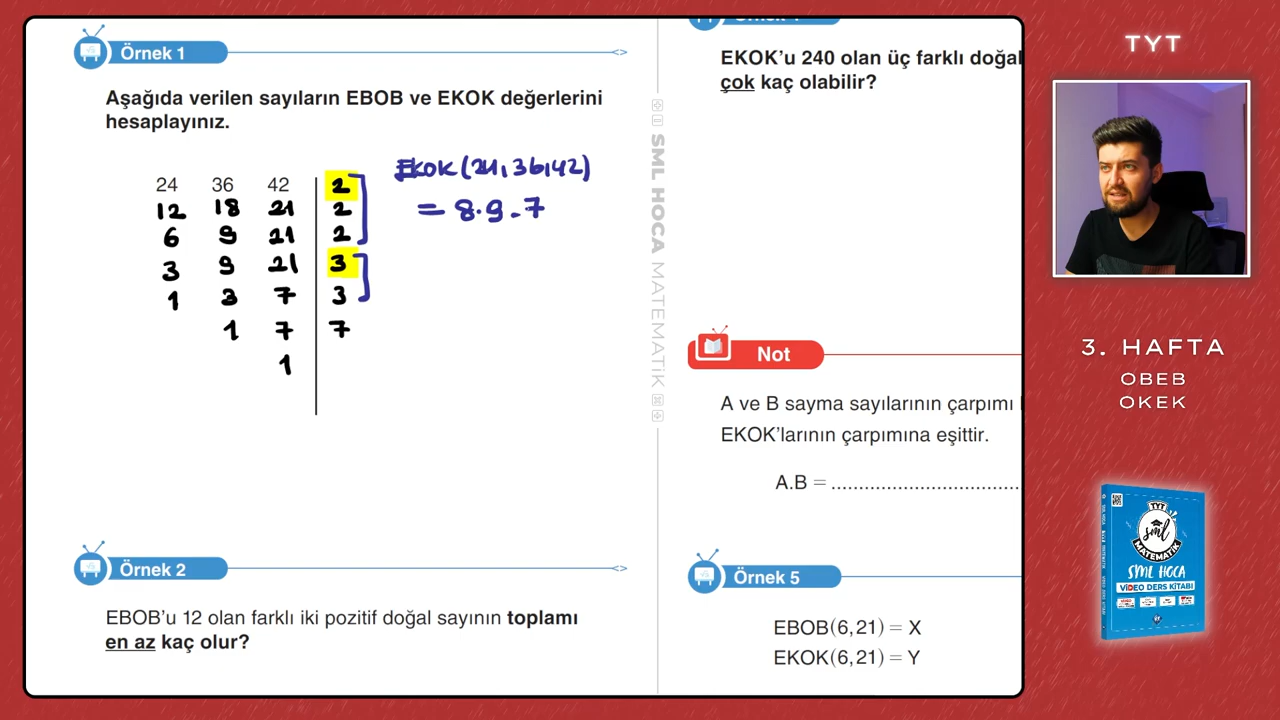 Örnek 1
Aşağıda verilen sayıların EBOB ve EKOK değerlerini
hesaplayınız.
24 36 42 2
12 18 21 2
6 9 21 2
3 9 21 3
1 3 7 3
1 7 7
1
EKOK (24,36,42)
= 8.9.7
Örnek 2
EBOB'u 12 olan farklı iki pozitif doğal sayının toplamı
en az kaç olur?
SML HOCA MATEMATİK
EKOK'u 240 olan üç farklı doğal
çok kaç olabilir?
Not
A ve B sayma sayılarının çarpımı
EKOK'larının çarpımına eşittir.
A.B = ..................................
Örnek 5
EBOB(6,21) = X
EKOK(6,21) = Y
TYT
3. HAFTA
OBEB
OKEK
TYT
sml
MATEMATİK
SML HOCA
VİDEO DERS KİTABI